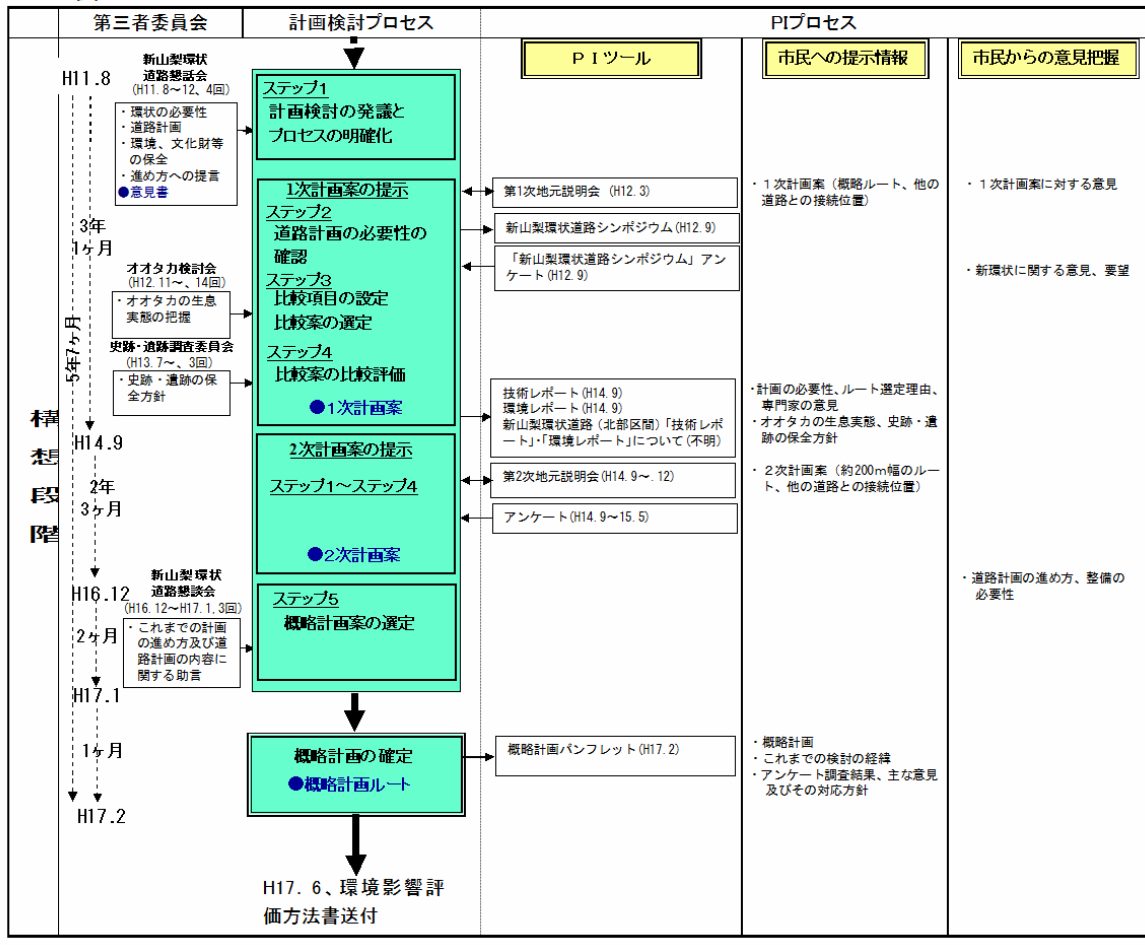 第三者委員会
計画検討プロセス
PIプロセス
PIツール
市民への提示情報
市民からの意見把握
構想段階
H11.8
3年
1ヶ月
5年7ヶ月
H14.9
2年
3ヶ月
H16.12
2ヶ月
H17.1
1ヶ月
H17.2
新山梨環状
道路懇話会
(H11.8～12、4回)
・環状の必要性
・道路計画
・環境、文化財等
の保全
・進め方への提言
●意見書
オオタカ検討会
(H12.11～、14回)
・オオタカの生息
実態の把握
史跡・遺跡調査委員会
(H13.7～、3回)
・史跡・遺跡の保
全方針
新山梨環状
道路懇談会
(H16.12～H17.1,3回)
・これまでの計画
の進め方及び道
路計画の内容に
関する助言
ステップ1
計画検討の発議と
プロセスの明確化
1次計画案の提示
ステップ2
道路計画の必要性の
確認
ステップ3
比較項目の設定
比較案の選定
ステップ4
比較案の比較評価
●1次計画案
2次計画案の提示
ステップ1～ステップ4
●2次計画案
ステップ5
概略計画案の選定
概略計画の確定
●概略計画ルート
H17.6、環境影響評
価方法書送付
第1次地元説明会 (H12.3)
新山梨環状道路シンポジウム(H12.9)
「新山梨環状道路シンポジウム」アン
ケート(H12.9)
技術レポート(H14.9)
環境レポート(H14.9)
新山梨環状道路(北部区間)「技術レポ
ート」・「環境レポート」について(不明)
第2次地元説明会(H14.9～.12)
アンケート(H14.9～15.5)
概略計画パンフレット(H17.2)
・1次計画案（概略ルート、他の
道路との接続位置）
・計画の必要性、ルート選定理由、
専門家の意見
・オオタカの生息実態、史跡・遺
跡の保全方針
・2次計画案（約200m幅のルー
ト、他の道路との接続位置）
・概略計画
・これまでの検討の経緯
・アンケート調査結果、主な意見
及びその対応方針
・1次計画案に対する意見
・新環状に関する意見、要望
・道路計画の進め方、整備の
必要性